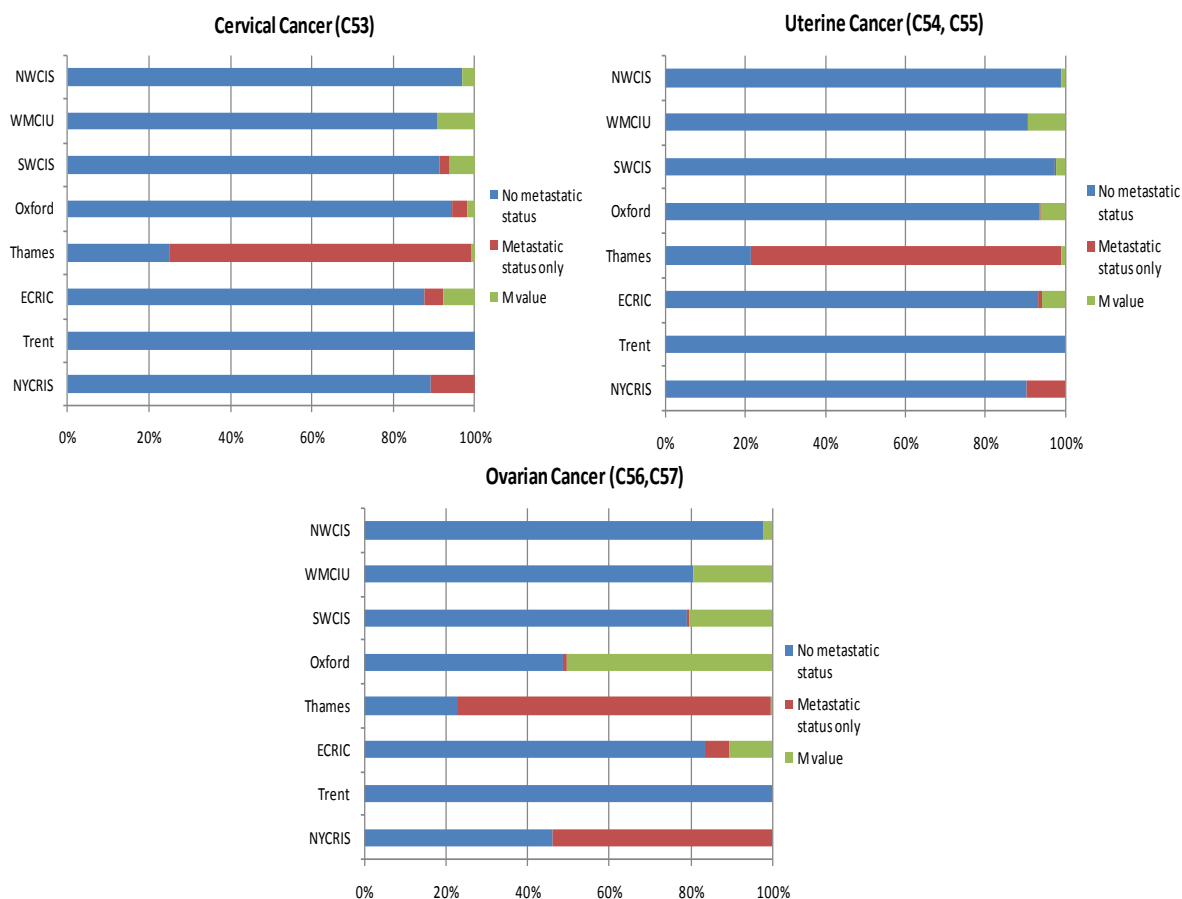 Cervical Cancer (C53)
NWCIS
WMCIU
SWCIS
Oxford
Thames
ECRIC
Trent
NYCRIS
0% 20% 40% 60% 80% 100%
No metastatic
status
Metastatic
status only
M value
Uterine Cancer (C54, C55)
NWCIS
WMCIU
SWCIS
Oxford
Thames
ECRIC
Trent
NYCRIS
0% 20% 40% 60% 80% 100%
No metastatic
status
Metastatic
status only
M value
Ovarian Cancer (C56,C57)
NWCIS
WMCIU
SWCIS
Oxford
Thames
ECRIC
Trent
NYCRIS
0% 20% 40% 60% 80% 100%
No metastatic
status
Metastatic
status only
M value